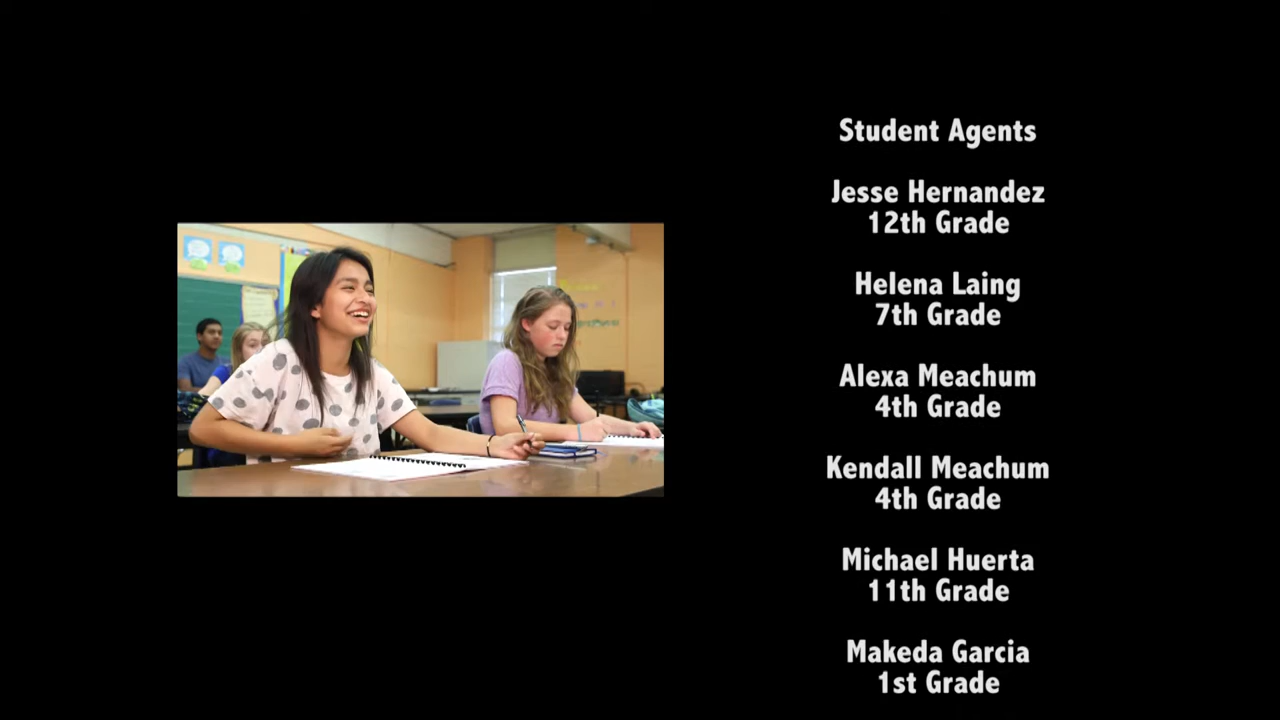 Student Agents
Jesse Hernandez
12th Grade
Helena Laing
7th Grade
Alexa Meachum
4th Grade
Kendall Meachum
4th Grade
Michael Huerta
11th Grade
Makeda Garcia
1st Grade